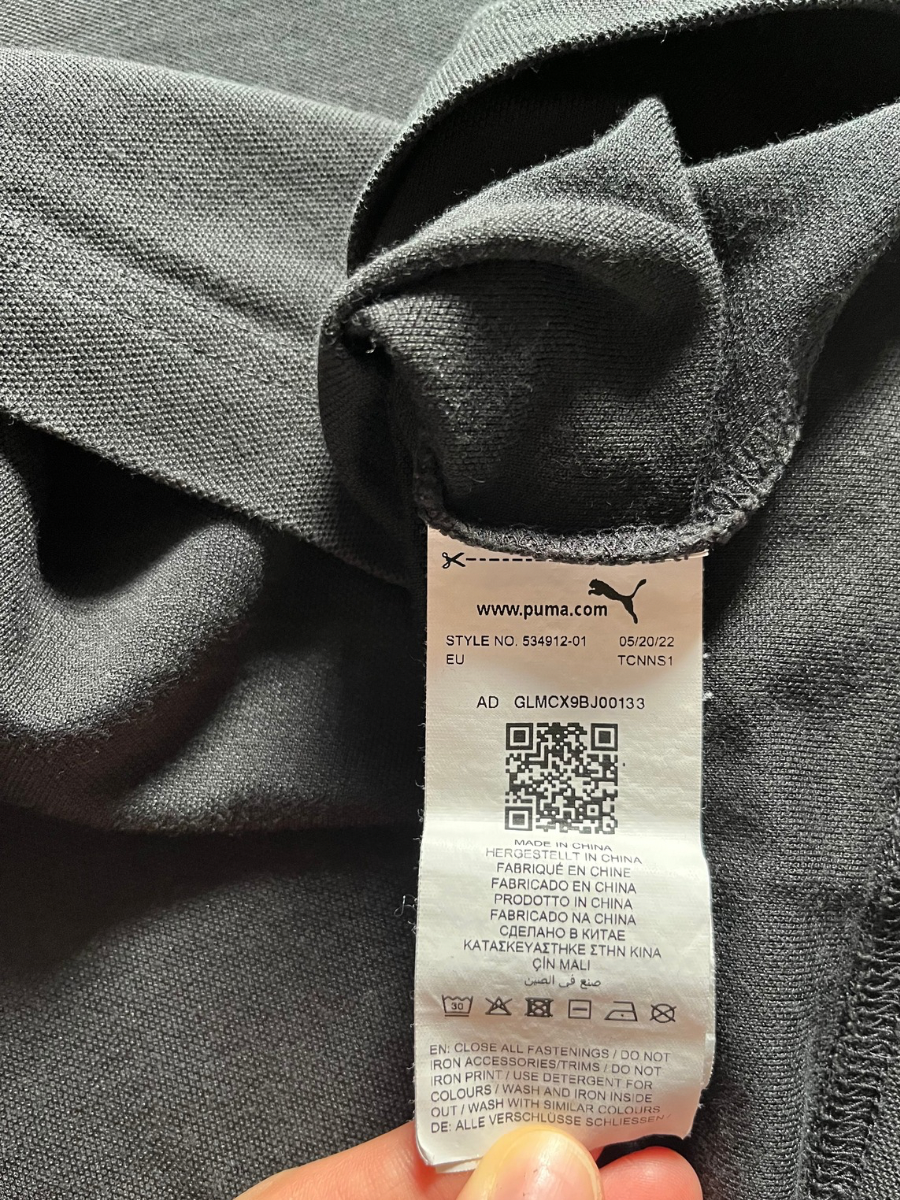 www.puma.com
STYLE NO. 534912-01 05/20/22
EU TCNNS1
AD GLMCX9BJ00133
MADE IN CHINA
HERGESTELLT IN CHINA
FABRIQUÉ EN CHINE
FABRICADO EN CHINA
PRODOTTO IN CHINA
FABRICADO NA CHINA
СДЕЛАНО В КИТАЕ
ΚΑΤΑΣΚΕΥΑΣΤΗΚΕ ΣΤΗΝ ΚΙΝΑ
ÇİN MALI
صنع في الصين
30
EN: CLOSE ALL FASTENINGS / DO NOT
IRON ACCESSORIES/TRIMS / DO NOT
IRON PRINT / USE DETERGENT FOR
COLOURS / WASH AND IRON INSIDE
OUT / WASH WITH SIMILAR COLOURS
DE: ALLE VERSCHLÜSSE SCHLIESSEN /